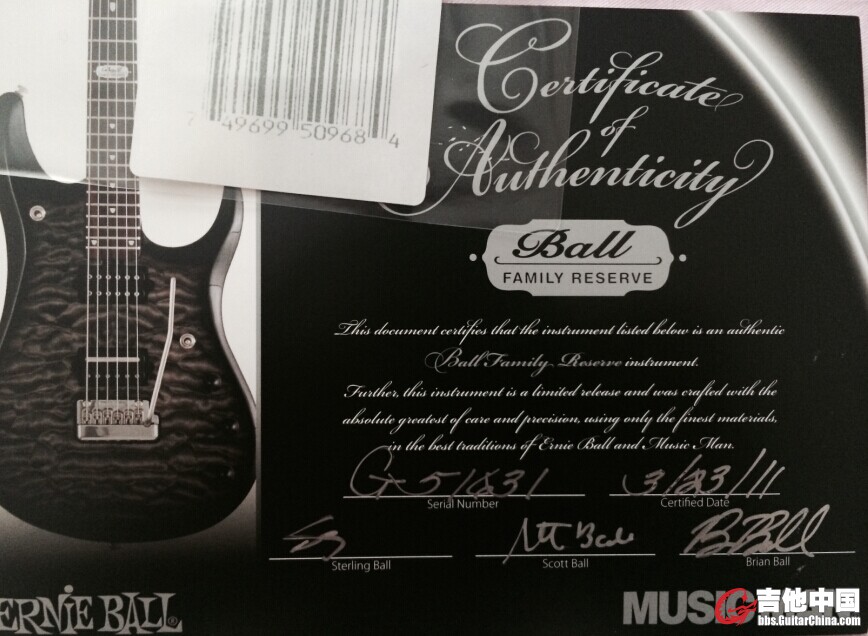 7 49699 50968 4
Certificate
of
Authenticity
Ball
Ball
FAMILY RESERVE
This document certifies that the instrument listed below is an authentic
Ball Family Reserve instrument.
Further, this instrument is a limited release and was crafted with the
absolute greatest of care and precision, using only the finest materials,
in the best traditions of Ernie Ball and Music Man.
Serial Number
Certified Date
Sterling Ball
Scott Ball
Brian Ball
ERNIE BALL®
MUSIC
吉他中国
bbs.GuitarChina.com